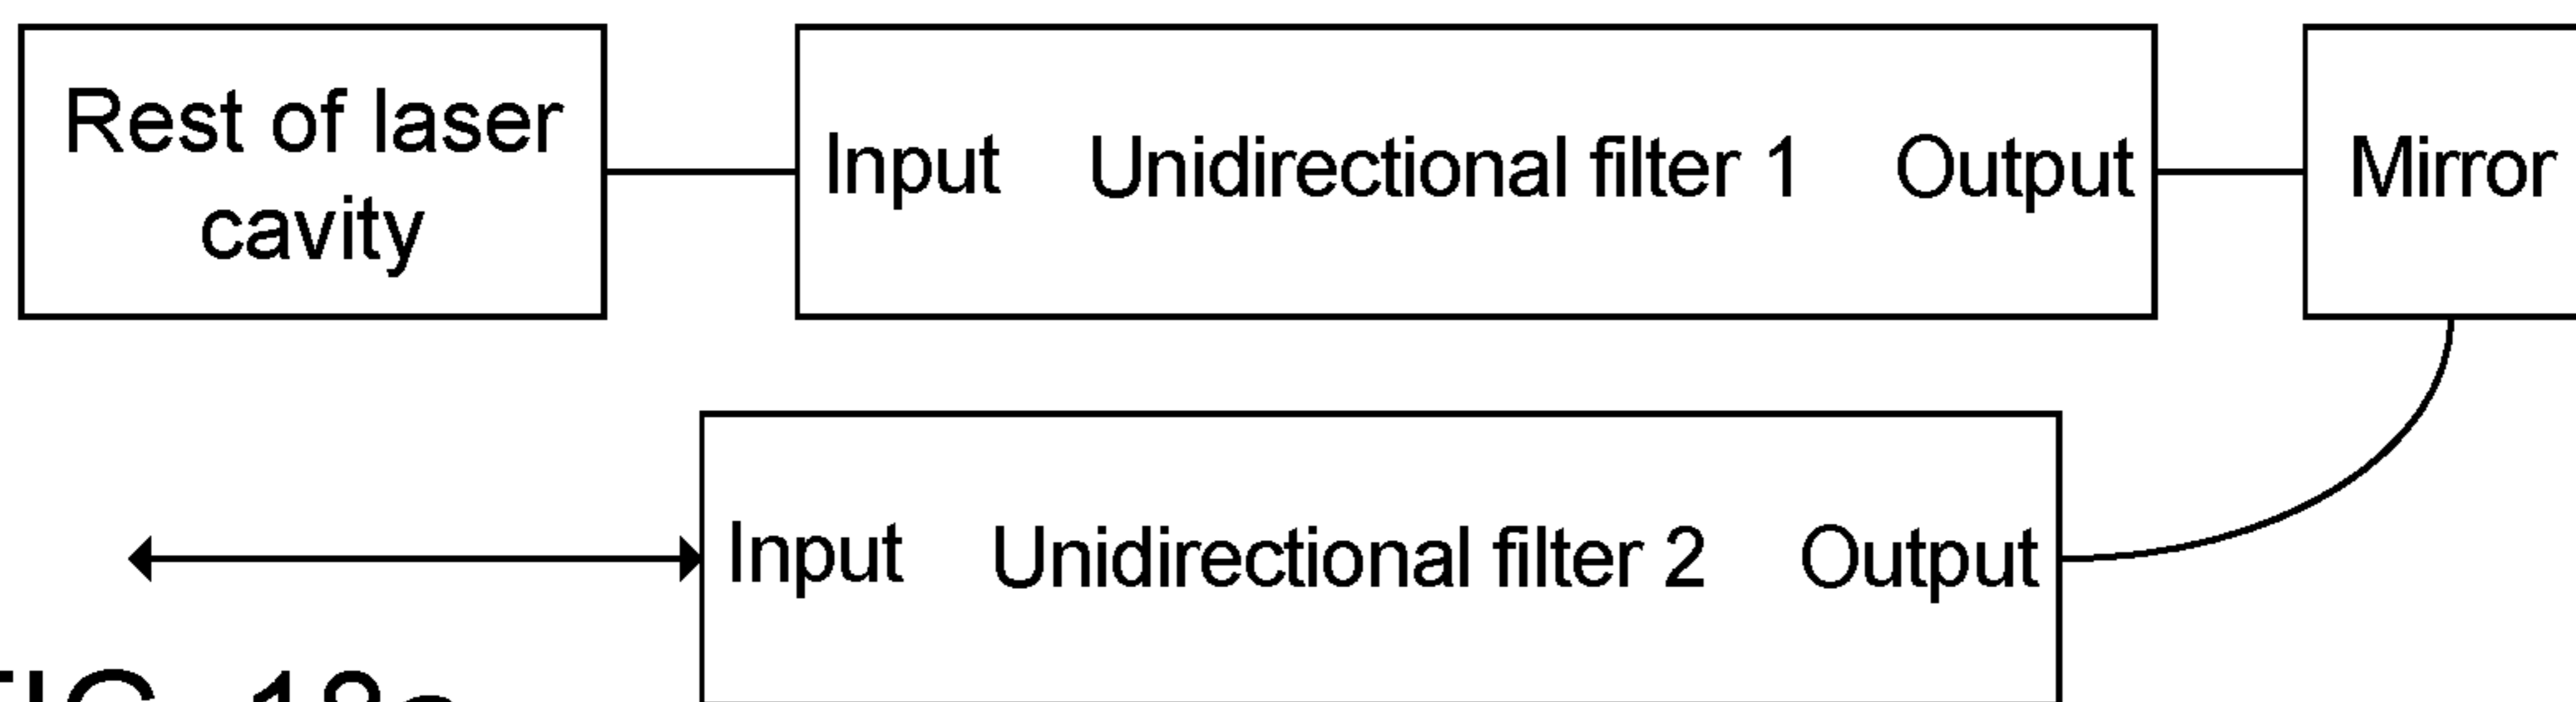 Rest of laser
cavity
Input Unidirectional filter 1 Output
Mirror
Input Unidirectional filter 2 Output